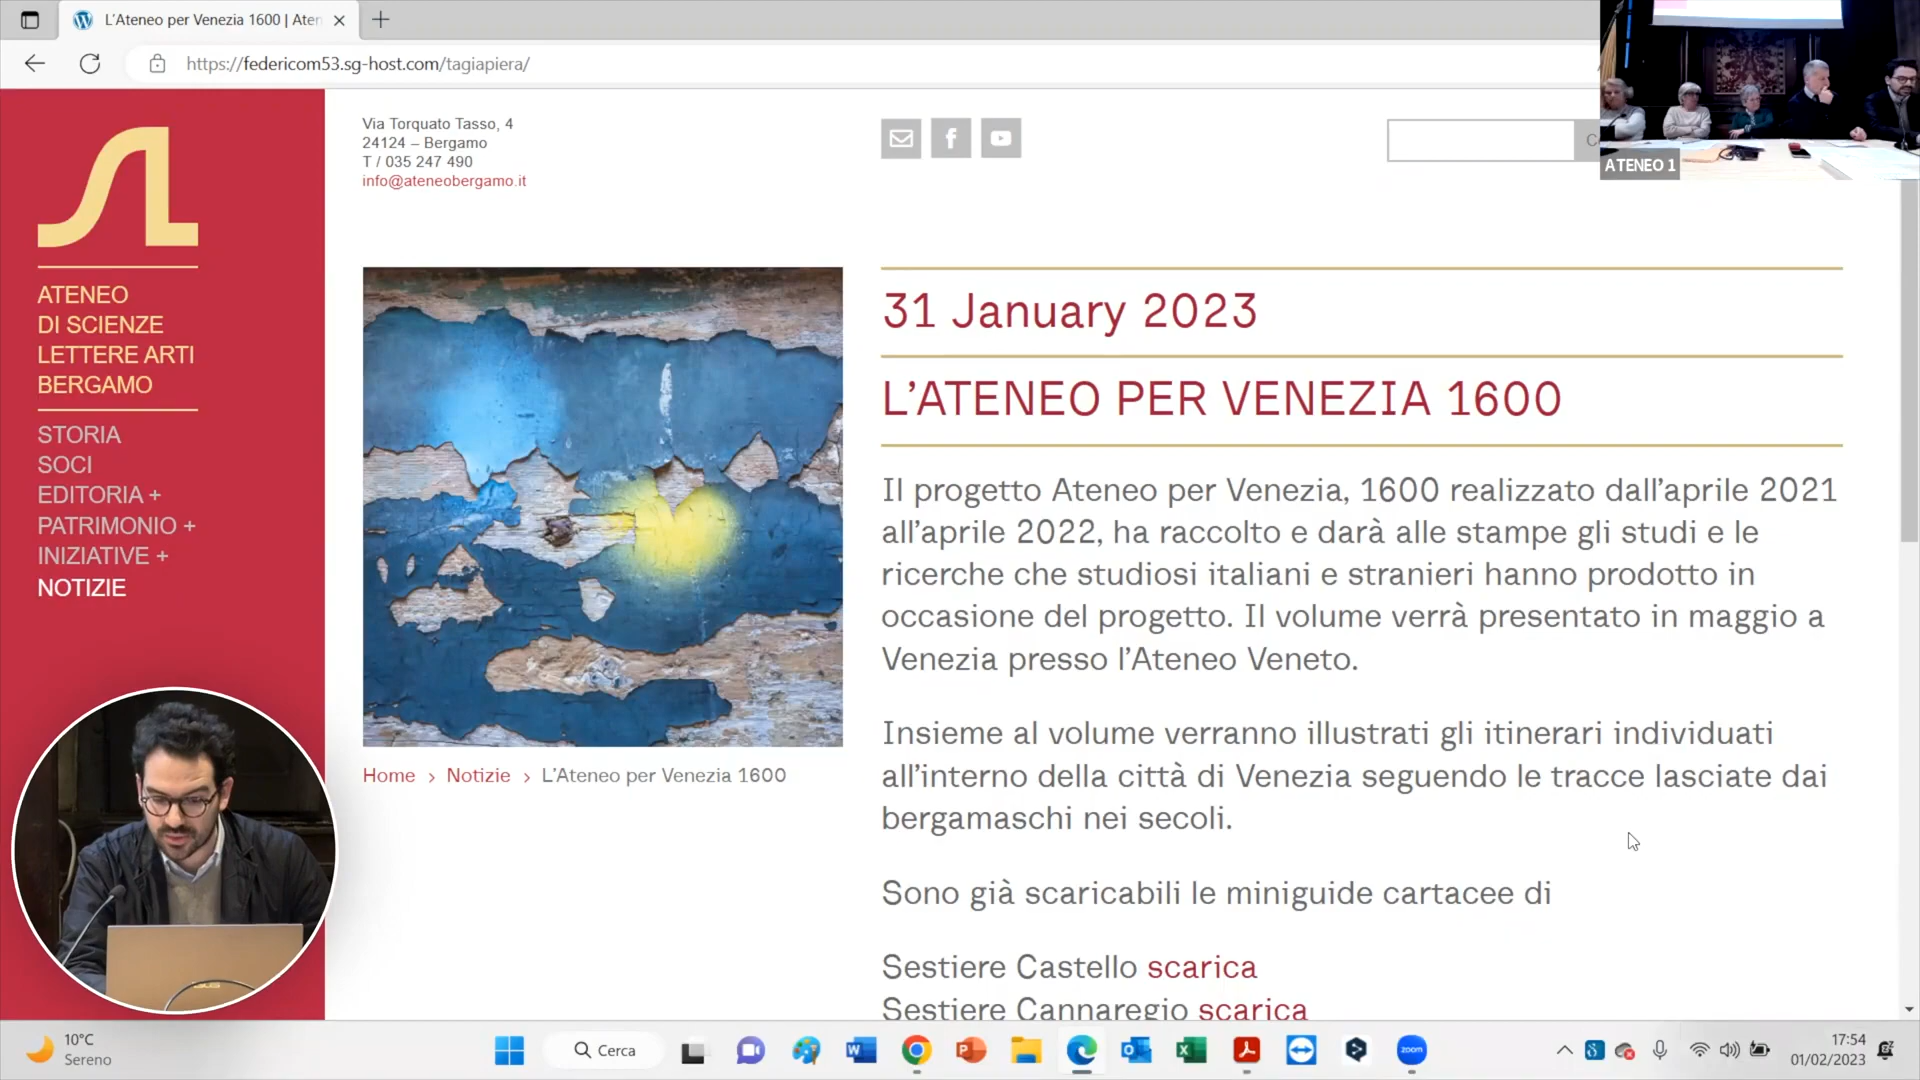 L'Ateneo per Venezia 1600 | Aten
https://federicom53.sg-host.com/tagiapiera/
ATENEO 1
ATENEO
DI SCIENZE
LETTERE ARTI
BERGAMO
STORIA
SOCI
EDITORIA +
PATRIMONIO +
INIZIATIVE +
NOTIZIE
Via Torquato Tasso, 4
24124 – Bergamo
T / 035 247 490
info@ateneobergamo.it
Home › Notizie › L'Ateneo per Venezia 1600
31 January 2023
L'ATENEO PER VENEZIA 1600
Il progetto Ateneo per Venezia, 1600 realizzato dall'aprile 2021
all'aprile 2022, ha raccolto e darà alle stampe gli studi e le
ricerche che studiosi italiani e stranieri hanno prodotto in
occasione del progetto. Il volume verrà presentato in maggio a
Venezia presso l'Ateneo Veneto.
Insieme al volume verranno illustrati gli itinerari individuati
all'interno della città di Venezia seguendo le tracce lasciate dai
bergamaschi nei secoli.
Sono già scaricabili le miniguide cartacee di
Sestiere Castello scarica
Sestiere Cannaregio scarica
10°C
Sereno
Cerca
zoom
17:54
01/02/2023